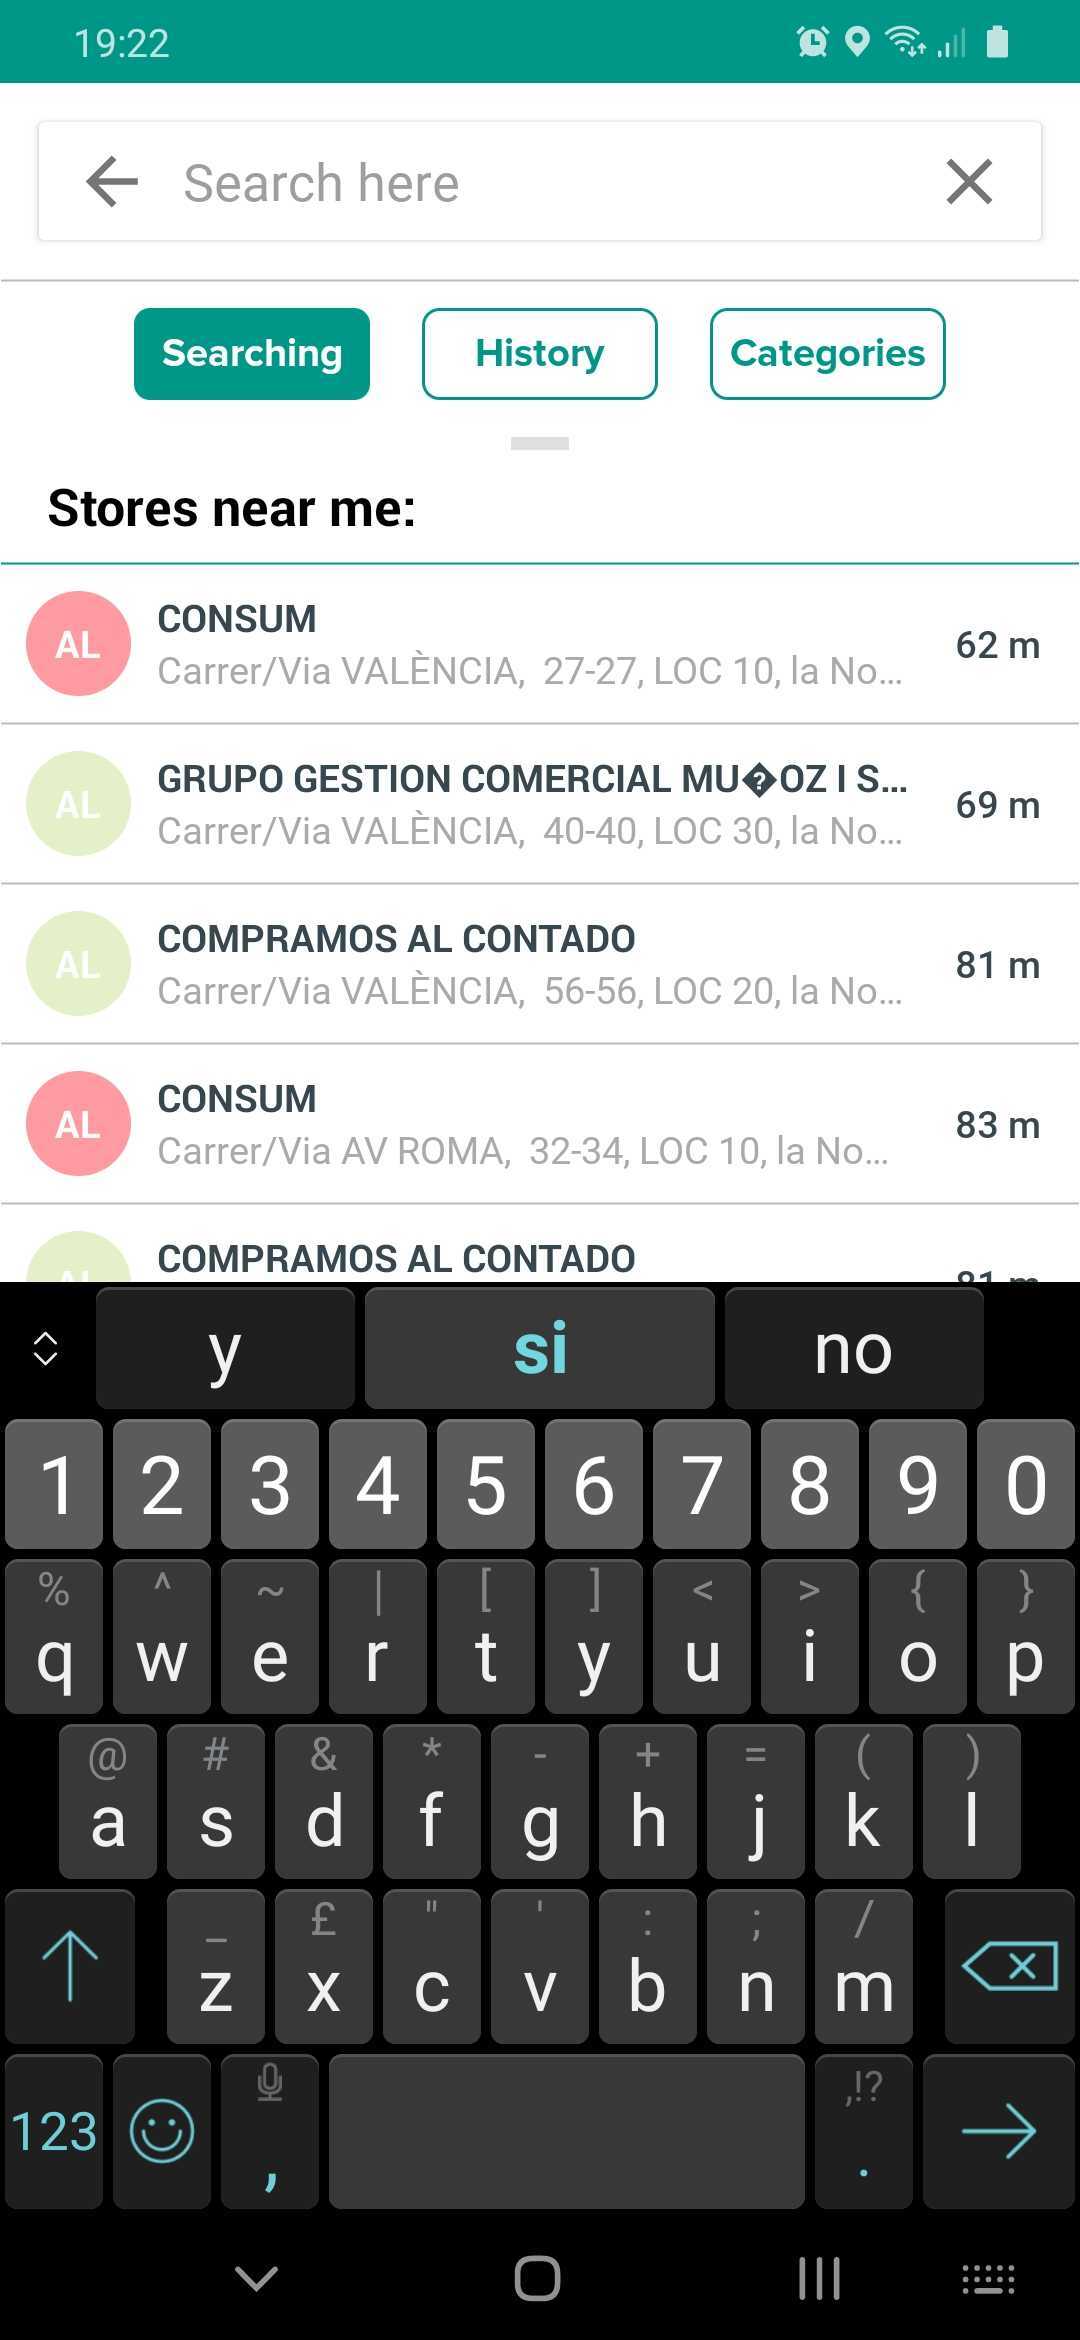 19:22
Search here
Searching History Categories
Stores near me:
AL CONSUM 62 m
Carrer/Via VALÈNCIA,  27-27, LOC 10, la No...
AL GRUPO GESTION COMERCIAL MU�OZ I S... 69 m
Carrer/Via VALÈNCIA,  40-40, LOC 30, la No...
AL COMPRAMOS AL CONTADO 81 m
Carrer/Via VALÈNCIA,  56-56, LOC 20, la No...
AL CONSUM 83 m
Carrer/Via AV ROMA,  32-34, LOC 10, la No...
AL COMPRAMOS AL CONTADO 81 m
y si no
1 2 3 4 5 6 7 8 9 0
% ^ ~ | [ ] < > { }
q w e r t y u i o p
@ # & * - + = ( )
a s d f g h j k l
_ £ " ' : ; /
z x c v b n m
,!?
123 , .